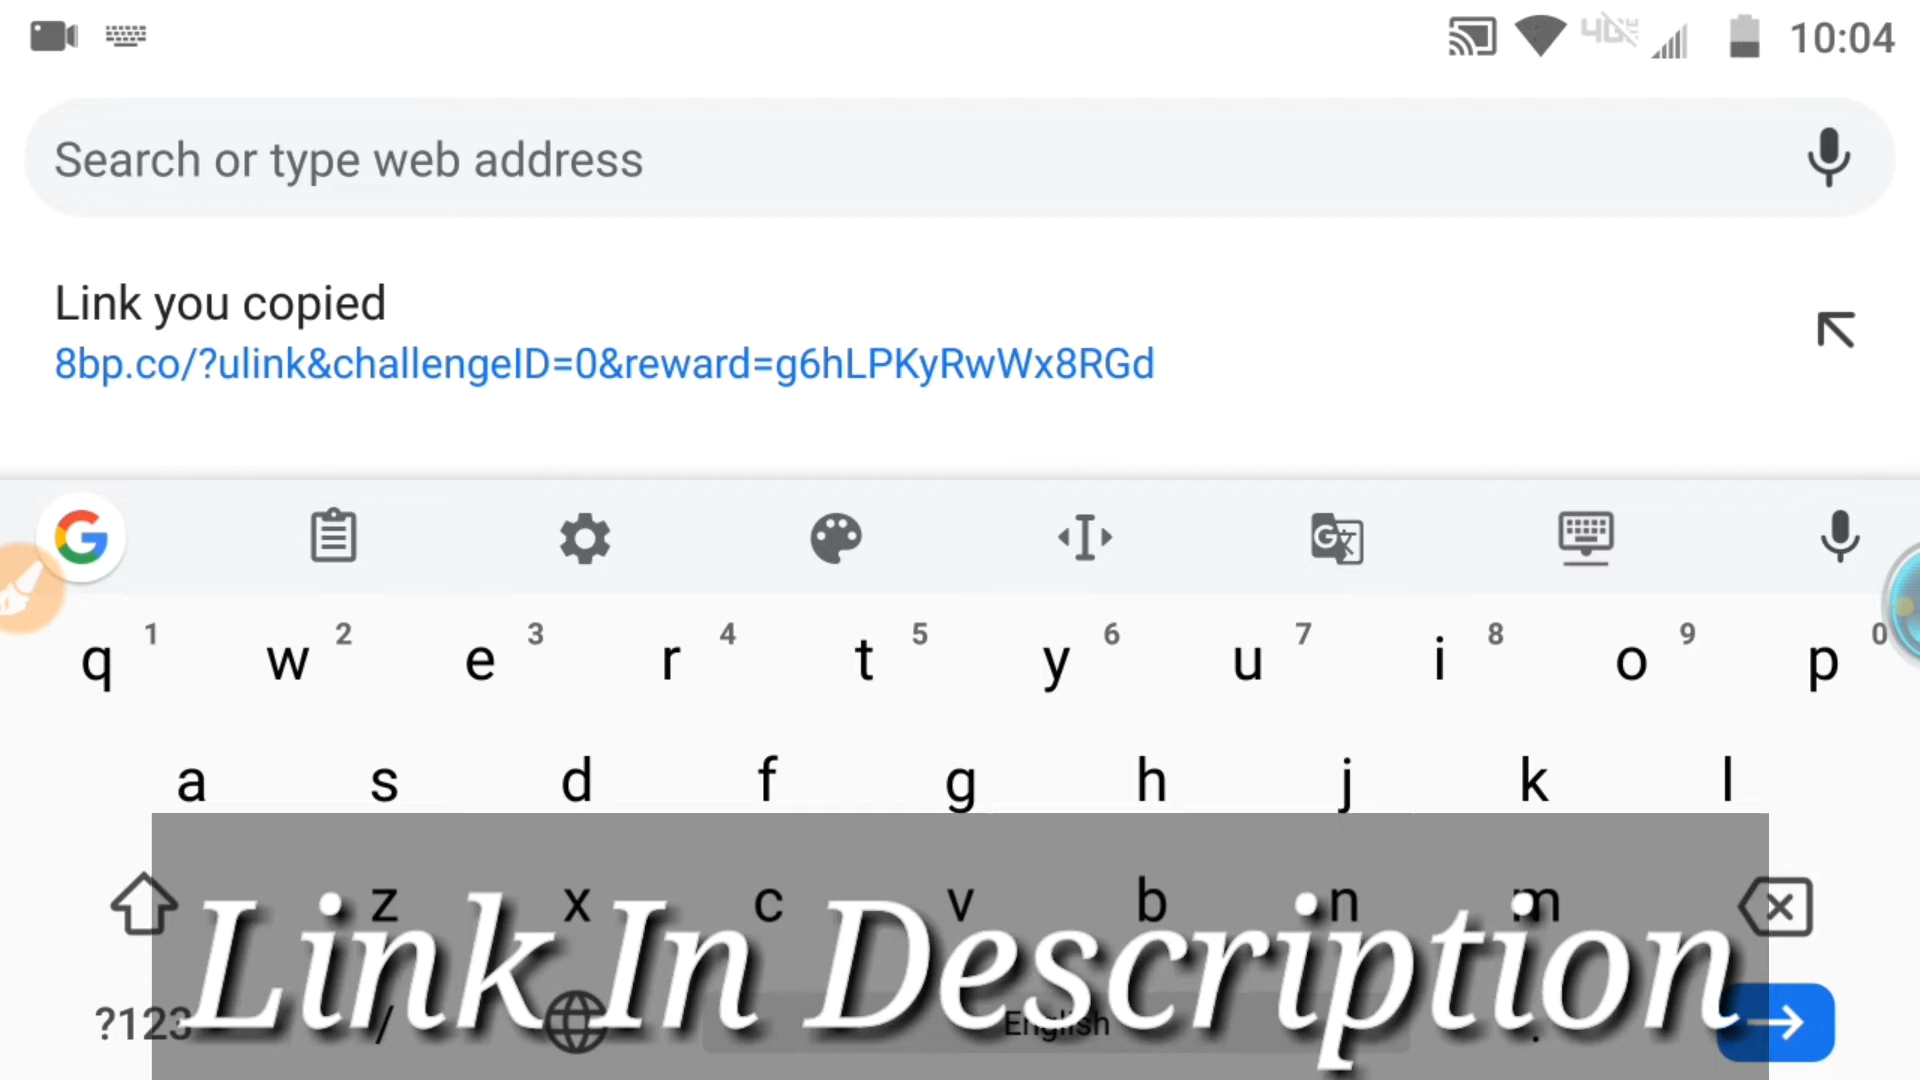 10:04
Search or type web address
Link you copied
8bp.co/?ulink&challengeID=0&reward=g6hLPKyRwWx8RGd
q 1 w 2 e 3 r 4 t 5 y 6 u 7 i 8 o 9 p 0
a s d f g h j k l
z x c v b n m
Link In Description
?123 / English .